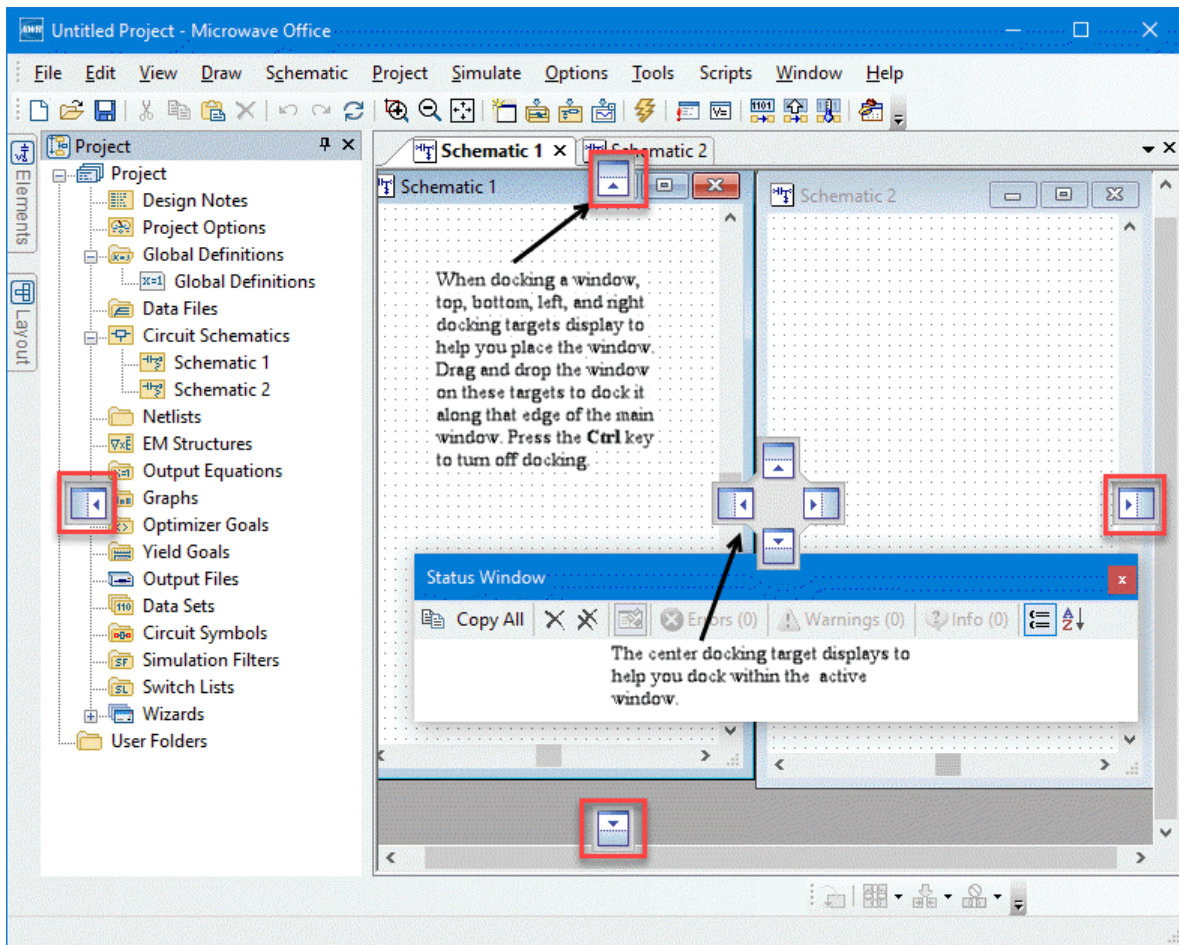 AWR Untitled Project - Microwave Office
File Edit View Draw Schematic Project Simulate Options Tools Scripts Window Help
Elements
Layout
Project
Project
Design Notes
Project Options
Global Definitions
Global Definitions
Data Files
Circuit Schematics
Schematic 1
Schematic 2
Netlists
EM Structures
Output Equations
Graphs
Optimizer Goals
Yield Goals
Output Files
Data Sets
Circuit Symbols
Simulation Filters
Switch Lists
Wizards
User Folders
Schematic 1 Schematic 2
Schematic 1
When docking a window,
top, bottom, left, and right
docking targets display to
help you place the window.
Drag and drop the window
on these targets to dock it
along that edge of the main
window. Press the Ctrl key
to turn off docking.
Schematic 2
Status Window
Copy All Errors (0) Warnings (0) Info (0)
The center docking target displays to
help you dock within the active
window.